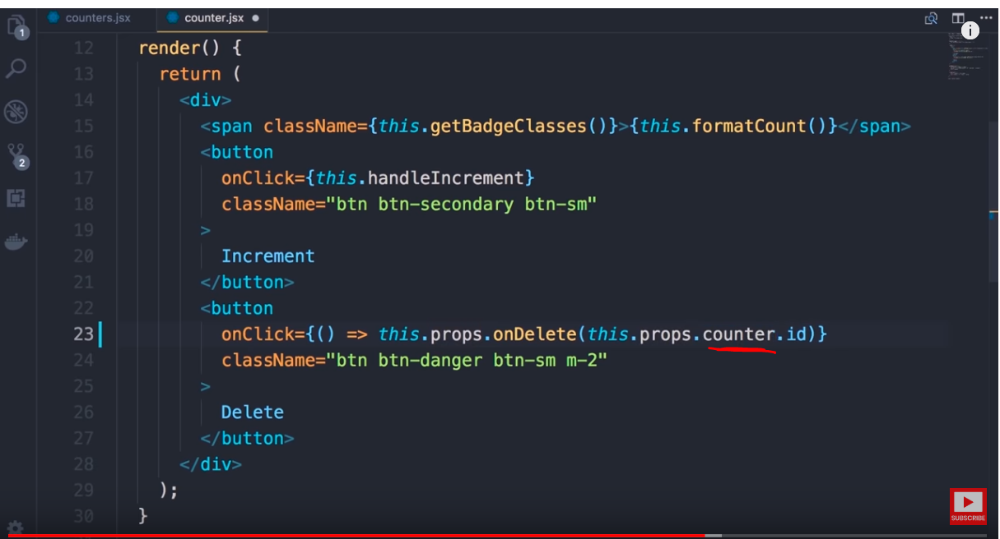 counters.jsx counter.jsx ●
1
2
12 render() {
13 return (
14 <div>
15 <span className={this.getBadgeClasses()}>{this.formatCount()}</span>
16 <button
17 onClick={this.handleIncrement}
18 className="btn btn-secondary btn-sm"
19 >
20 Increment
21 </button>
22 <button
23 onClick={() => this.props.onDelete(this.props.counter.id)}
24 className="btn btn-danger btn-sm m-2"
25 >
26 Delete
27 </button>
28 </div>
29 );
30 }
SUBSCRIBE